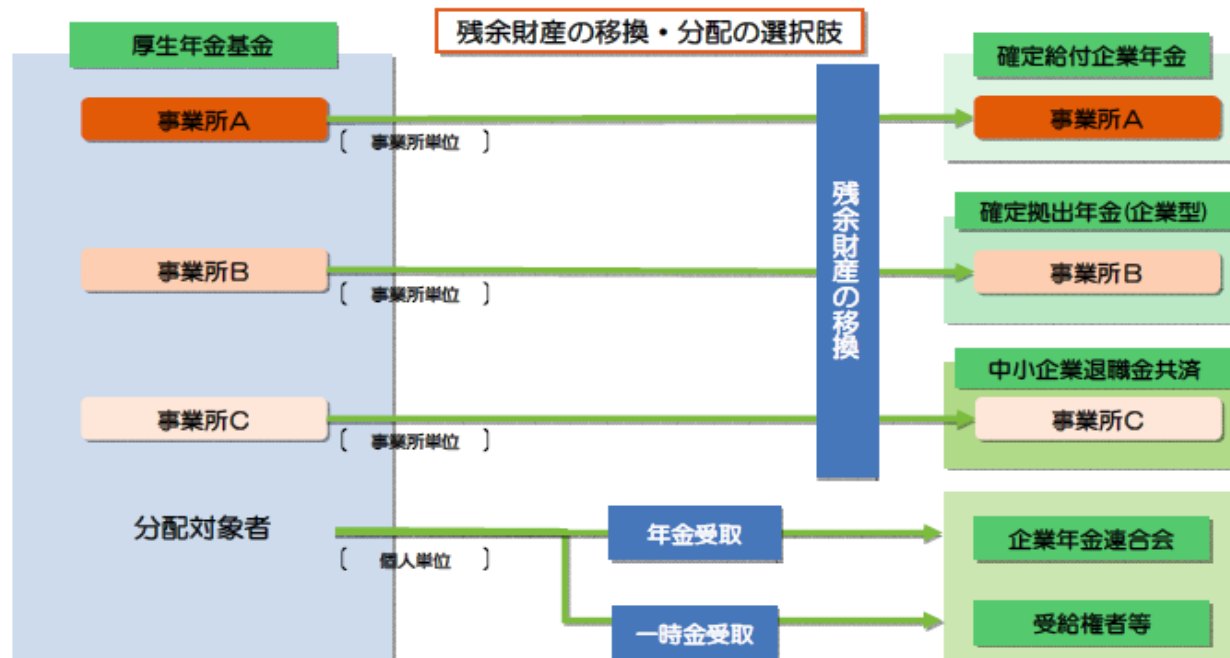 残余財産の移換・分配の選択肢
厚生年金基金
確定給付企業年金
事業所A
〔 事業所単位 〕
事業所A
確定拠出年金(企業型)
事業所B
〔 事業所単位 〕
事業所B
残余財産の移換
中小企業退職金共済
事業所C
〔 事業所単位 〕
事業所C
分配対象者
〔 個人単位 〕
年金受取
企業年金連合会
一時金受取
受給権者等